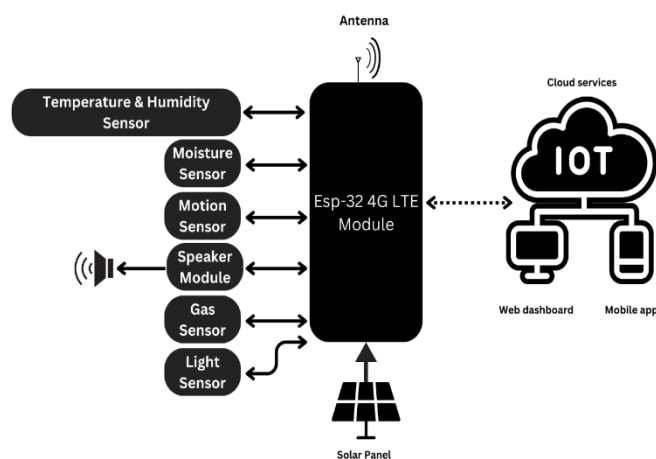 Antenna
Temperature & Humidity
Sensor
Moisture
Sensor
Motion
Sensor
Speaker
Module
Gas
Sensor
Light
Sensor
Esp-32 4G LTE
Module
Solar Panel
Cloud services
IOT
Web dashboard
Mobile app